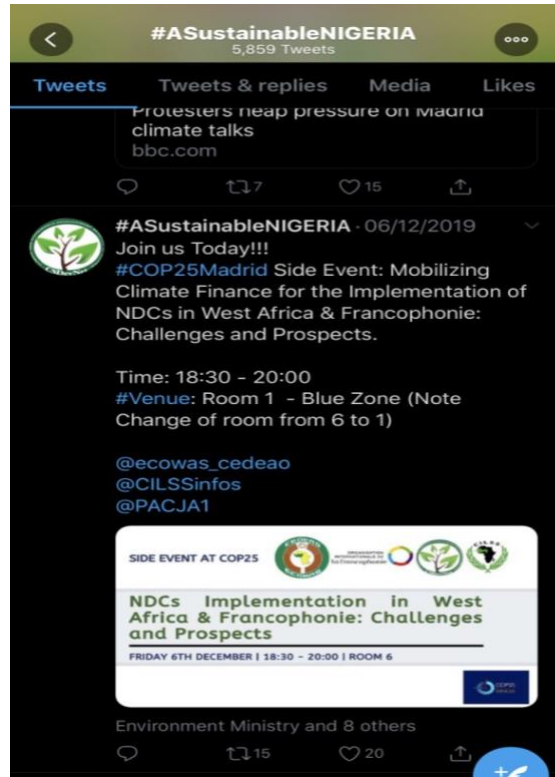 #ASustainableNIGERIA
5,859 Tweets
Tweets Tweets & replies Media Likes
Protesters heap pressure on Madrid
climate talks
bbc.com
7 15
#ASustainableNIGERIA · 06/12/2019
Join us Today!!!
#COP25Madrid Side Event: Mobilizing
Climate Finance for the Implementation of
NDCs in West Africa & Francophonie:
Challenges and Prospects.
Time: 18:30 - 20:00
#Venue: Room 1 - Blue Zone (Note
Change of room from 6 to 1)
@ecowas_cedeao
@CILSSinfos
@PACJA1
SIDE EVENT AT COP25
la francophonie
CILSS
NDCs Implementation in West
Africa & Francophonie: Challenges
and Prospects
FRIDAY 6TH DECEMBER | 18:30 - 20:00 | ROOM 6
COP25
Environment Ministry and 8 others
15 20